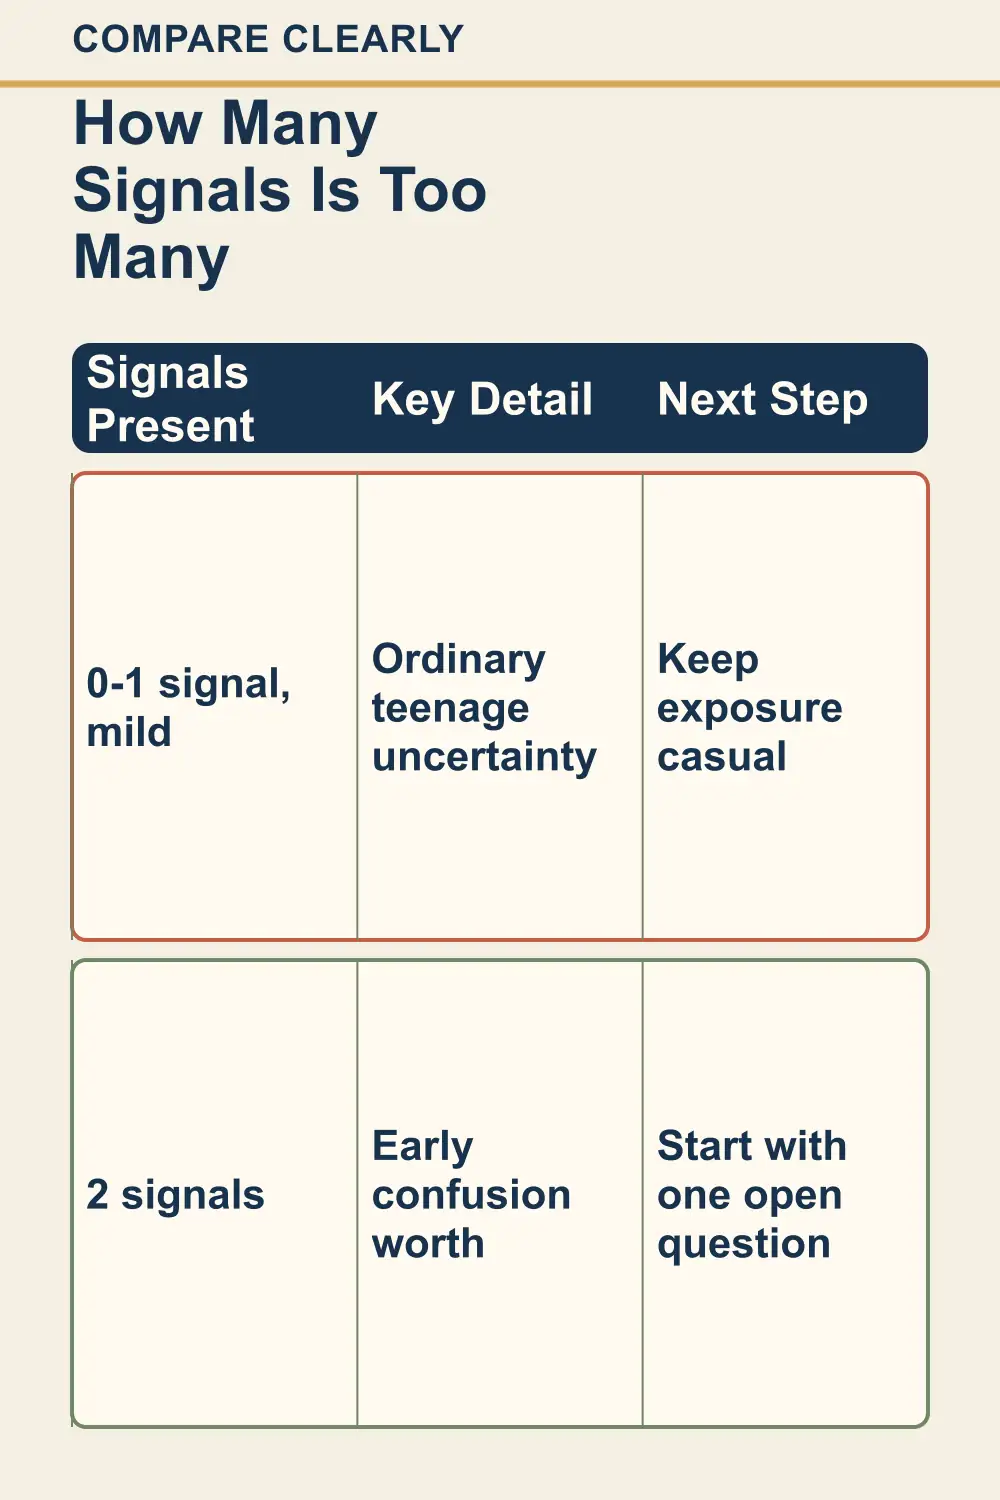 COMPARE CLEARLY
How Many
Signals Is Too
Many
Signals
Present
Key Detail
Next Step
0-1 signal,
mild
Ordinary
teenage
uncertainty
Keep
exposure
casual
2 signals
Early
confusion
worth
Start with
one open
question